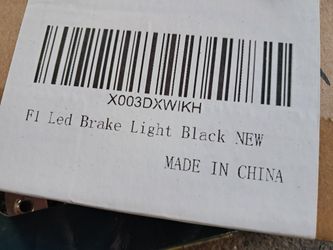 X003DXWIKH
F1 Led Brake Light Black NEW
MADE IN CHINA